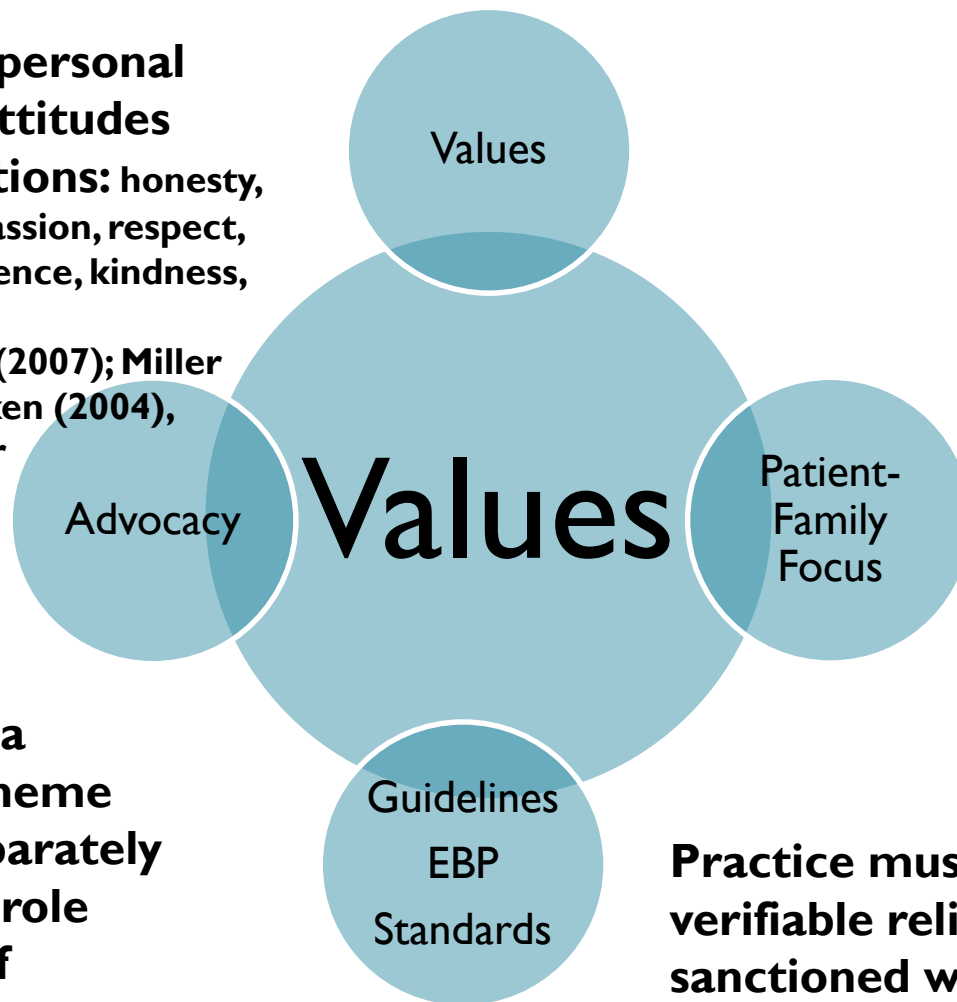 personal
ttitudes
tions: honesty,
assion, respect,
ence, kindness,
(2007); Miller
ken (2004),
r
Values
Advocacy
Values
Patient-
Family
Focus
Guidelines
EBP
Standards
a
heme
parately
role
f
Practice mus
verifiable reli
sanctioned w